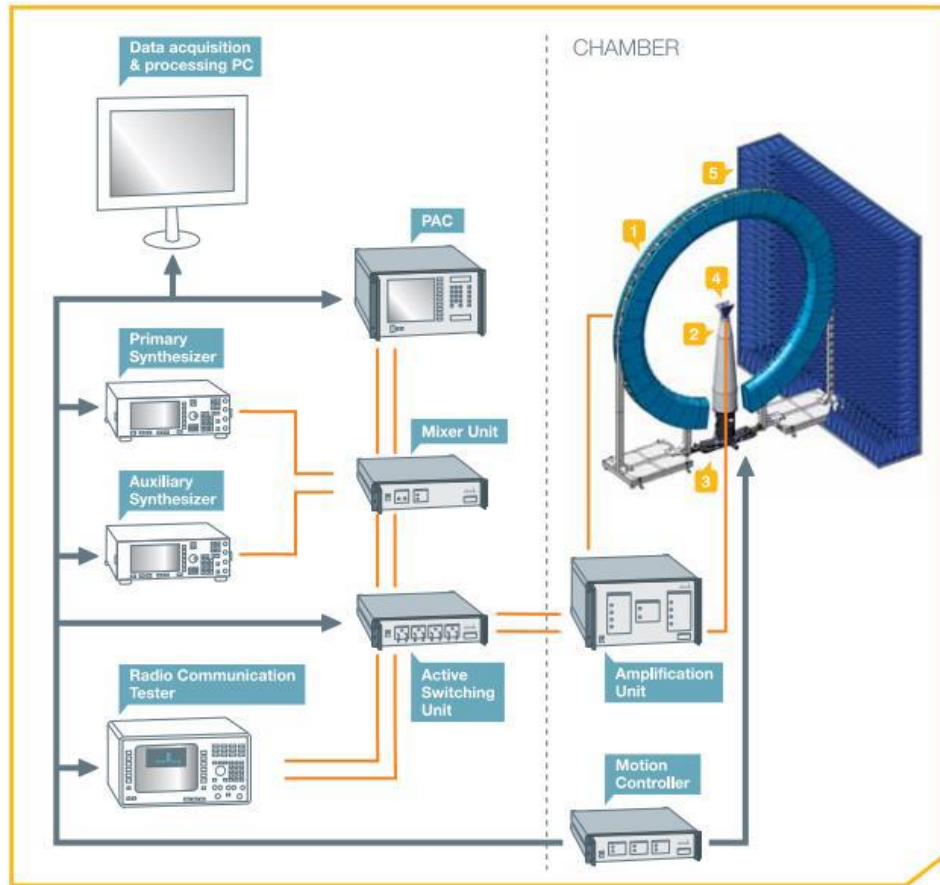 Data acquisition
& processing PC
CHAMBER
PAC
5
1
4
2
3
Primary
Synthesizer
Mixer Unit
Auxiliary
Synthesizer
Radio Communication
Tester
Active
Switching
Unit
Amplification
Unit
Motion
Controller